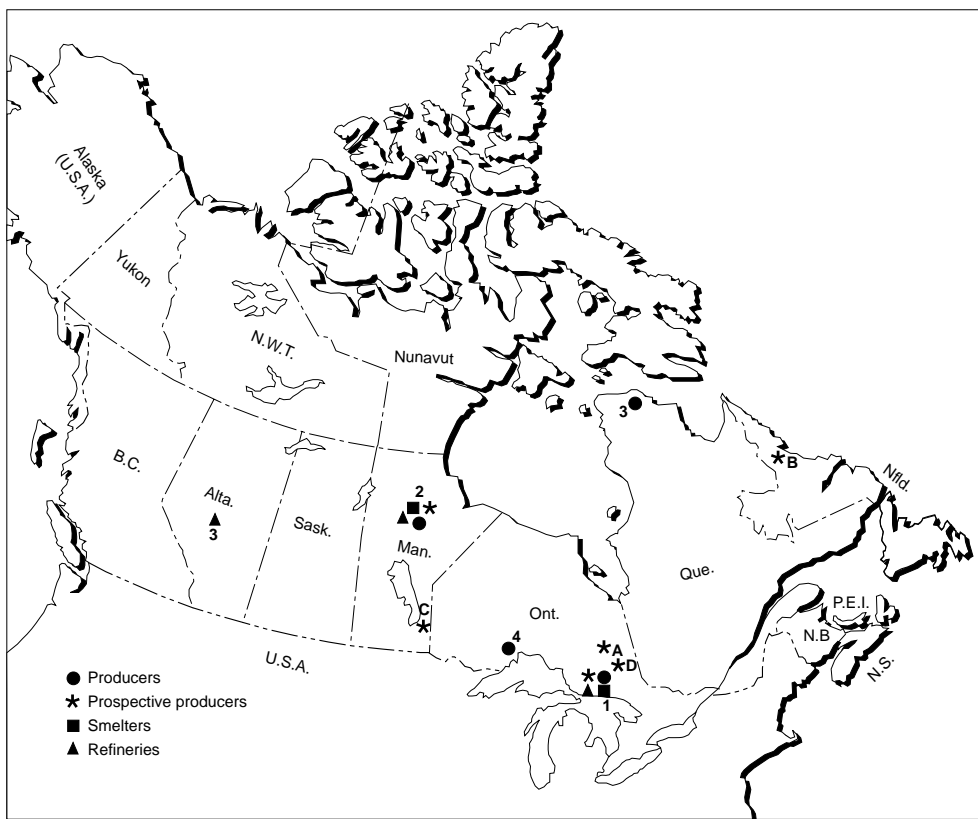 Alaska
(U.S.A.)
Yukon
N.W.T.
Nunavut
3
B.C.
B
Nfld.
Alta.
2
3
Sask.
Man.
Que.
C
Ont.
P.E.I.
4
A
N.B
D
U.S.A.
N.S.
1
Producers
Prospective producers
Smelters
Refineries